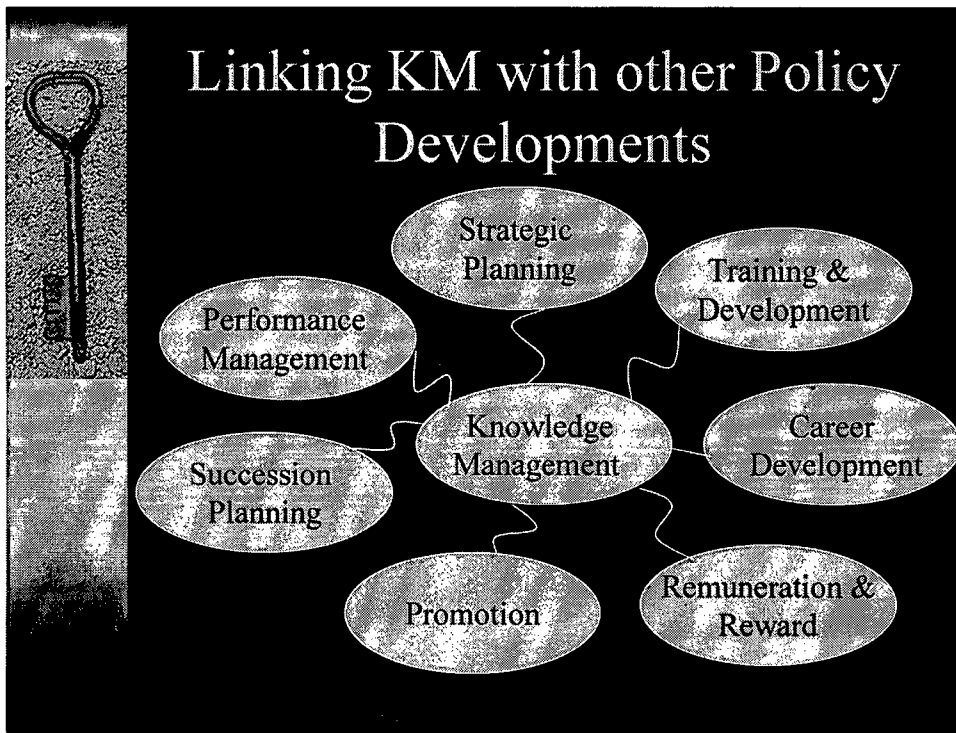 Linking KM with other Policy
Developments
Strategic
Planning
Training &
Development
Performance
Management
Knowledge
Management
Career
Development
Succession
Planning
Promotion
Remuneration &
Reward